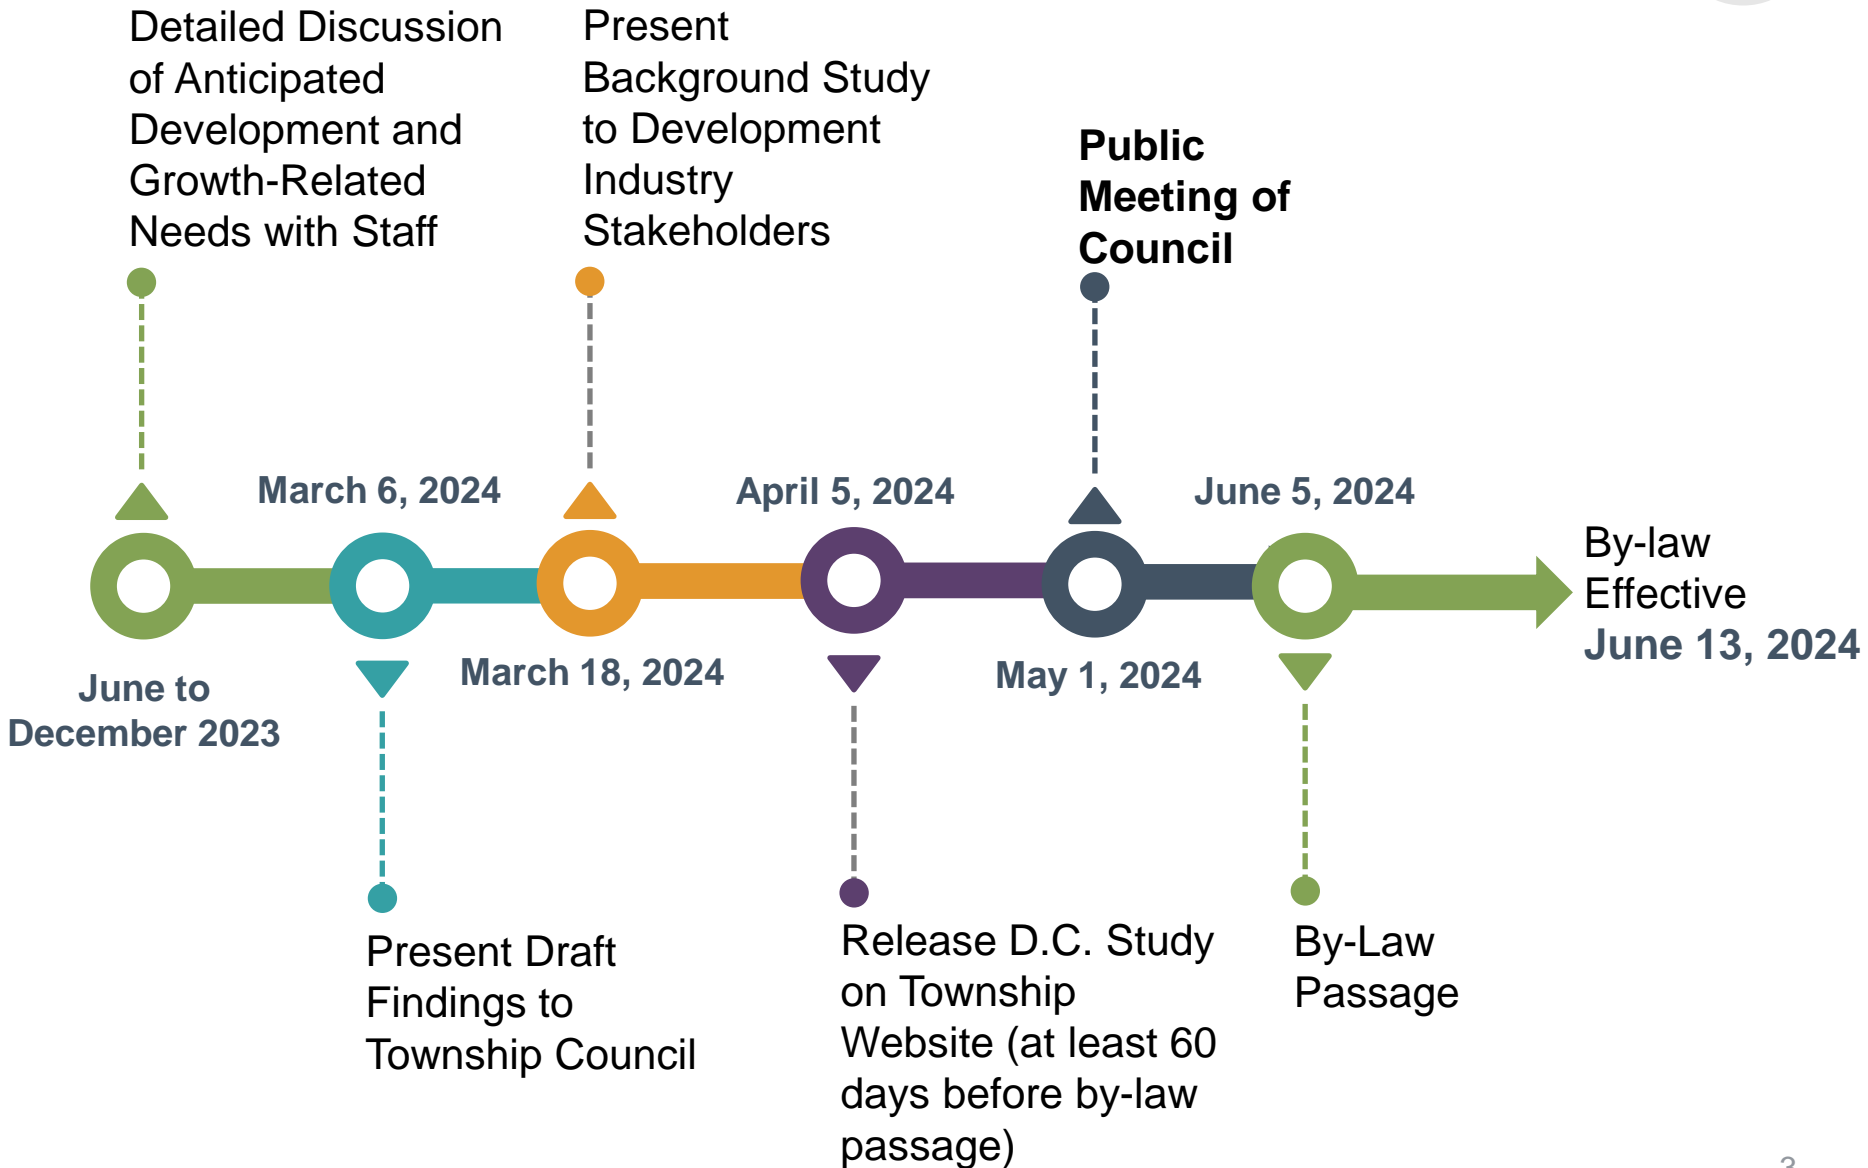 Detailed Discussion
of Anticipated
Development and
Growth-Related
Needs with Staff
Present
Background Study
to Development
Industry
Stakeholders
Public
Meeting of
Council
March 6, 2024
April 5, 2024
June 5, 2024
June to
December 2023
March 18, 2024
May 1, 2024
By-law
Effective
June 13, 2024
Present Draft
Findings to
Township Council
Release D.C. Study
on Township
Website (at least 60
days before by-law
passage)
By-Law
Passage
3